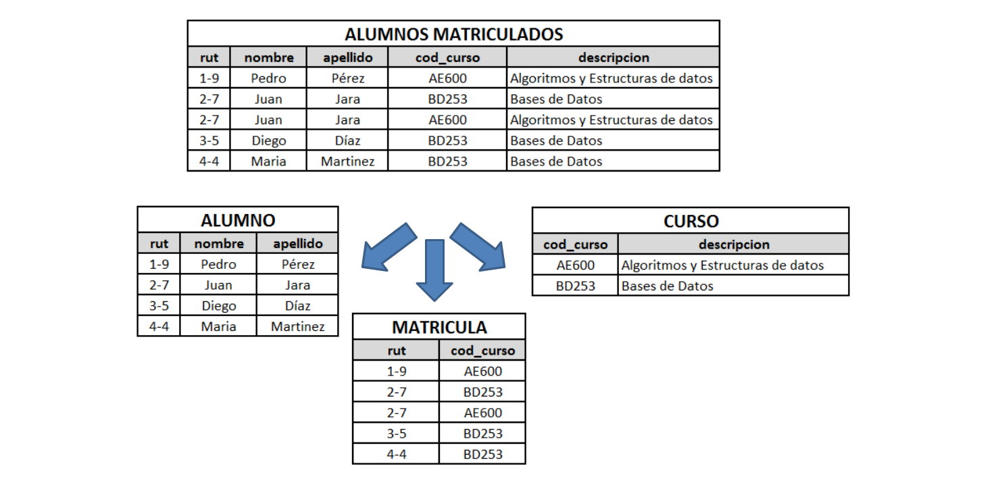 ALUMNOS MATRICULADOS
rut nombre apellido cod_curso descripcion
1-9 Pedro Pérez AE600 Algoritmos y Estructuras de datos
2-7 Juan Jara BD253 Bases de Datos
2-7 Juan Jara AE600 Algoritmos y Estructuras de datos
3-5 Diego Díaz BD253 Bases de Datos
4-4 Maria Martinez BD253 Bases de Datos
ALUMNO
rut nombre apellido
1-9 Pedro Pérez
2-7 Juan Jara
3-5 Diego Díaz
4-4 Maria Martinez
CURSO
cod_curso descripcion
AE600 Algoritmos y Estructuras de datos
BD253 Bases de Datos
MATRICULA
rut cod_curso
1-9 AE600
2-7 BD253
2-7 AE600
3-5 BD253
4-4 BD253